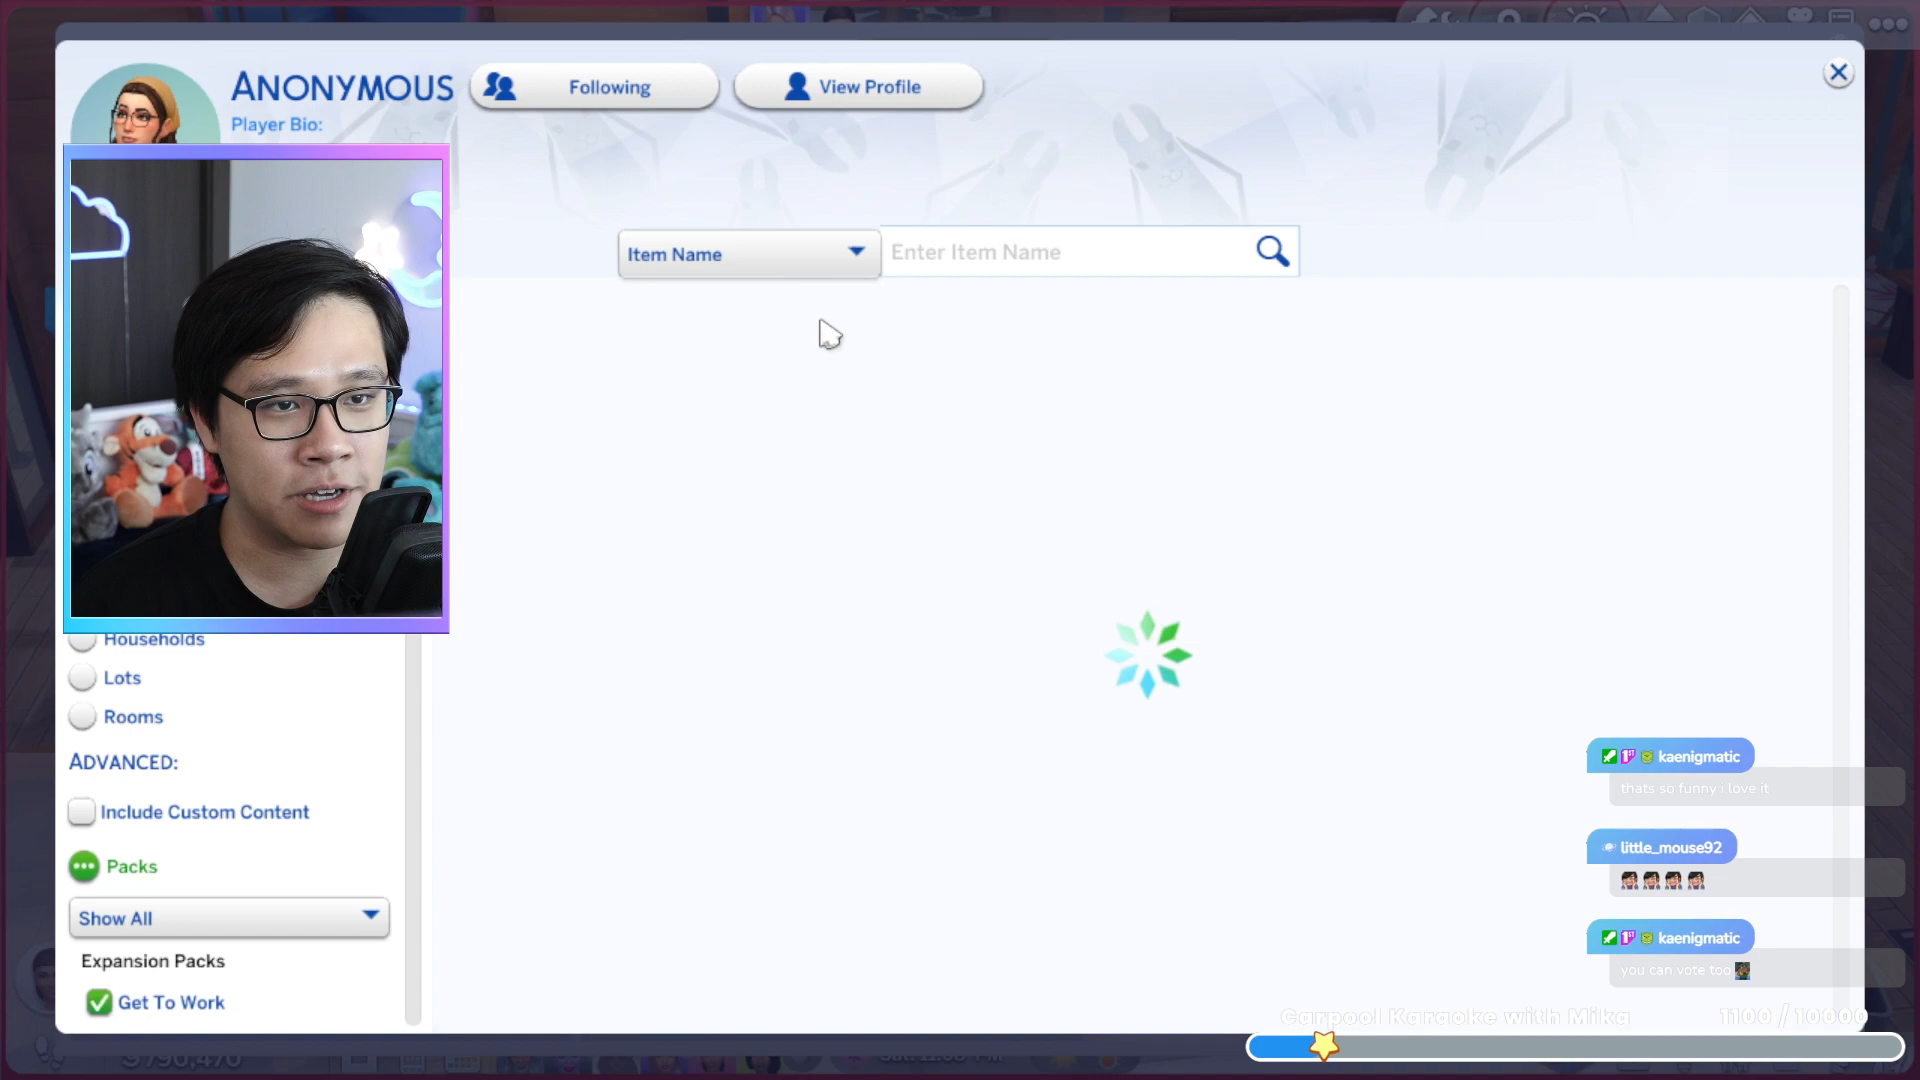 ANONYMOUS
Following
View Profile
Player Bio:
Item Name
Enter Item Name
Households
Lots
Rooms
ADVANCED:
Include Custom Content
Packs
Show All
Expansion Packs
Get To Work
kaenigmatic
thats so funny i love it
little_mouse92
kaenigmatic
you can vote too
Carpool Karaoke with Mika 1100 / 10000